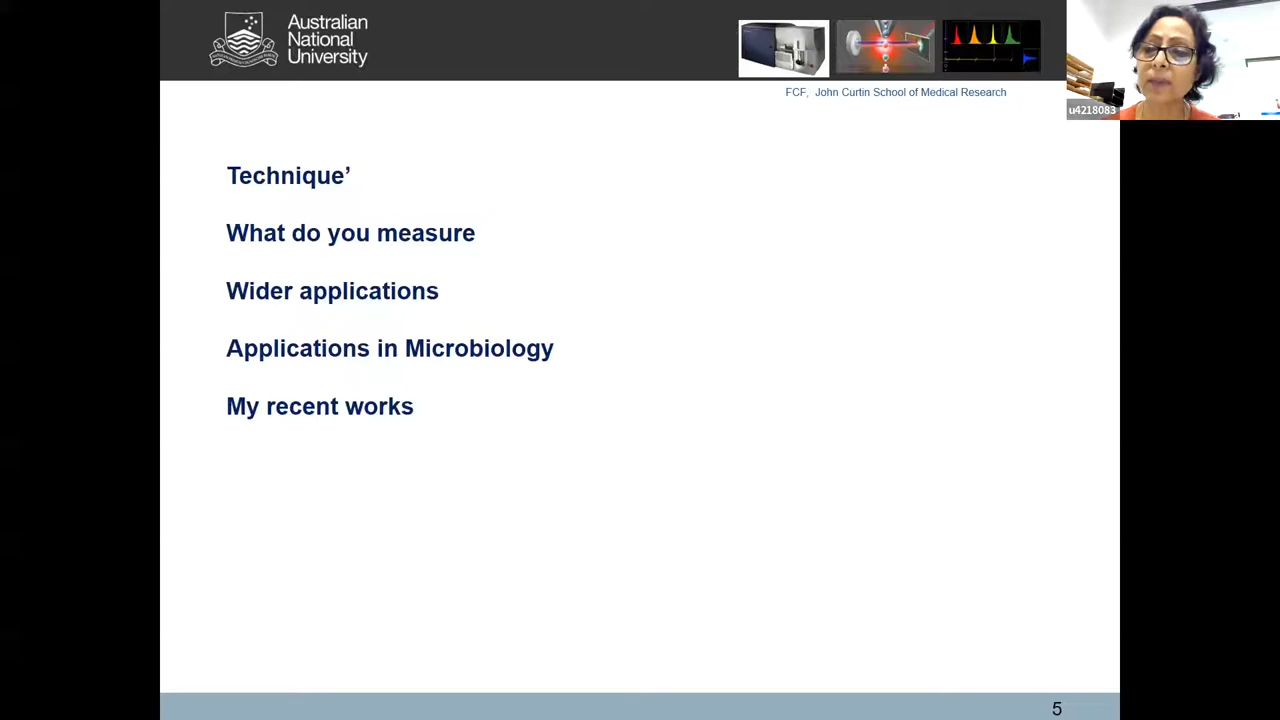 Australian
National
University
FCF, John Curtin School of Medical Research
u4218083
Technique’
What do you measure
Wider applications
Applications in Microbiology
My recent works
5